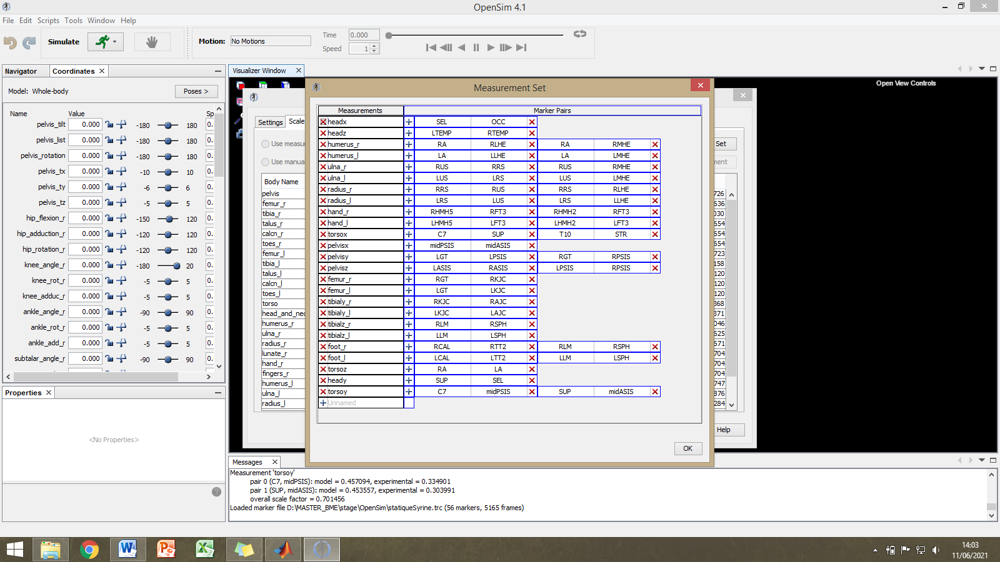 OpenSim 4.1
File Edit Scripts Tools Window Help
Simulate
Motion: No Motions
Time 0.000
Speed 1
Navigator Coordinates
Model: Whole-body Poses >
Name Value Sp
pelvis_tilt 0.000 -180 180 0.
pelvis_list 0.000 -180 180 0.
pelvis_rotation 0.000 -180 180 0.
pelvis_tx 0.000 -10 10 0.
pelvis_ty 0.000 -6 6 0.
pelvis_tz 0.000 -5 5 0.
hip_flexion_r 0.000 -150 120 0.
hip_adduction_r 0.000 -120 120 0.
hip_rotation_r 0.000 -120 120 0.
knee_angle_r 0.000 -180 20 0.
knee_rot_r 0.000 -5 5 0.
knee_adduc_r 0.000 -5 5 0.
ankle_angle_r 0.000 -90 90 0.
ankle_rot_r 0.000 -5 5 0.
ankle_add_r 0.000 -5 5 0.
subtalar_angle_r 0.000 -90 90 0.
Properties
<No Properties>
Visualizer Window
Open View Controls
Settings Scale
Use measur
Use manua
Body Name
pelvis
femur_r
tibia_r
talus_r
calcn_r
toes_r
femur_l
tibia_l
talus_l
calcn_l
toes_l
torso
head_and_nec
humerus_r
ulna_r
radius_r
lunate_r
hand_r
fingers_r
humerus_l
ulna_l
radius_l
Measurement Set
Measurements Marker Pairs
headx SEL OCC
headz LTEMP RTEMP
humerus_r RA RLHE RA RMHE
humerus_l LA LLHE LA LMHE
ulna_r RUS RRS RUS RMHE
ulna_l LUS LRS LUS LMHE
radius_r RRS RUS RRS RLHE
radius_l LRS LUS LRS LLHE
hand_r RHMH5 RFT3 RHMH2 RFT3
hand_l LHMH5 LFT3 LHMH2 LFT3
torsox C7 SUP T10 STR
pelvisx midPSIS midASIS
pelvisy LGT LPSIS RGT RPSIS
pelvisz LASIS RASIS LPSIS RPSIS
femur_r RGT RKJC
femur_l LGT LKJC
tibialy_r RKJC RAJC
tibialy_l LKJC LAJC
tibialz_r RLM RSPH
tibialz_l LLM LSPH
foot_r RCAL RTT2 RLM RSPH
foot_l LCAL LTT2 LLM LSPH
torsoz RA LA
heady SUP SEL
torsoy C7 midPSIS SUP midASIS
Unnamed
OK
Set
ment
726
636
030
654
654
654
723
158
120
120
368
371
046
625
671
704
704
704
747
876
284
Help
Messages
Measurement 'torsoy'
pair 0 (C7, midPSIS): model = 0.457094, experimental = 0.334901
pair 1 (SUP, midASIS): model = 0.453557, experimental = 0.303991
overall scale factor = 0.701456
Loaded marker file D:\MASTER_BME\stage\OpenSim\statiqueSyrine.trc (56 markers, 5165 frames)
14:03
11/06/2021